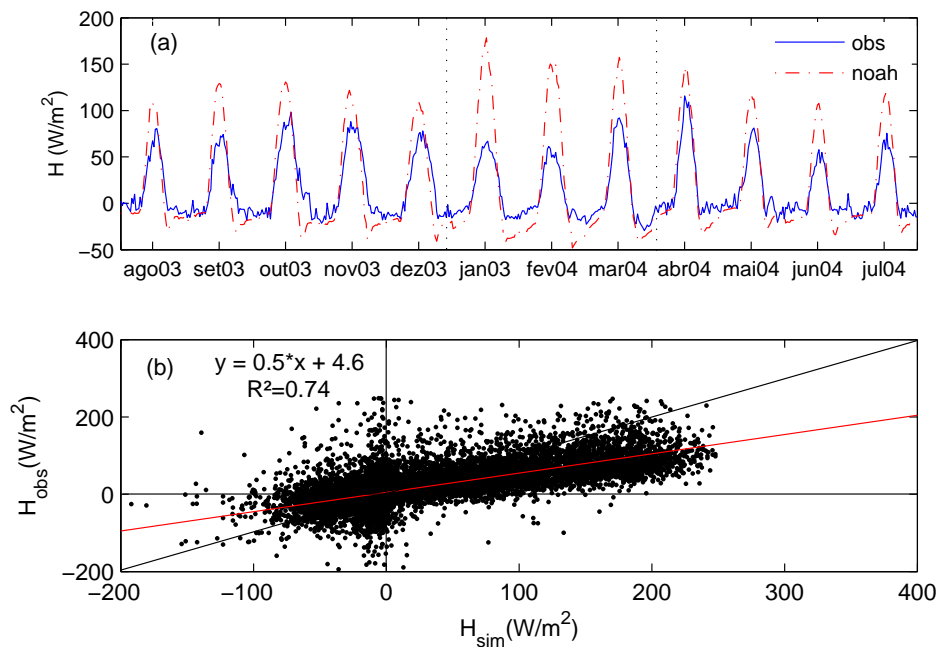 200
(a)
obs
150
noah
100
50
0
−50
H (W/m²)
ago03 set03 out03 nov03 dez03 jan03 fev04 mar04 abr04 mai04 jun04 jul04
400
(b)
y = 0.5*x + 4.6
R²=0.74
200
0
−200
H_obs(W/m²)
−200 −100 0 100 200 300 400
H_sim(W/m²)